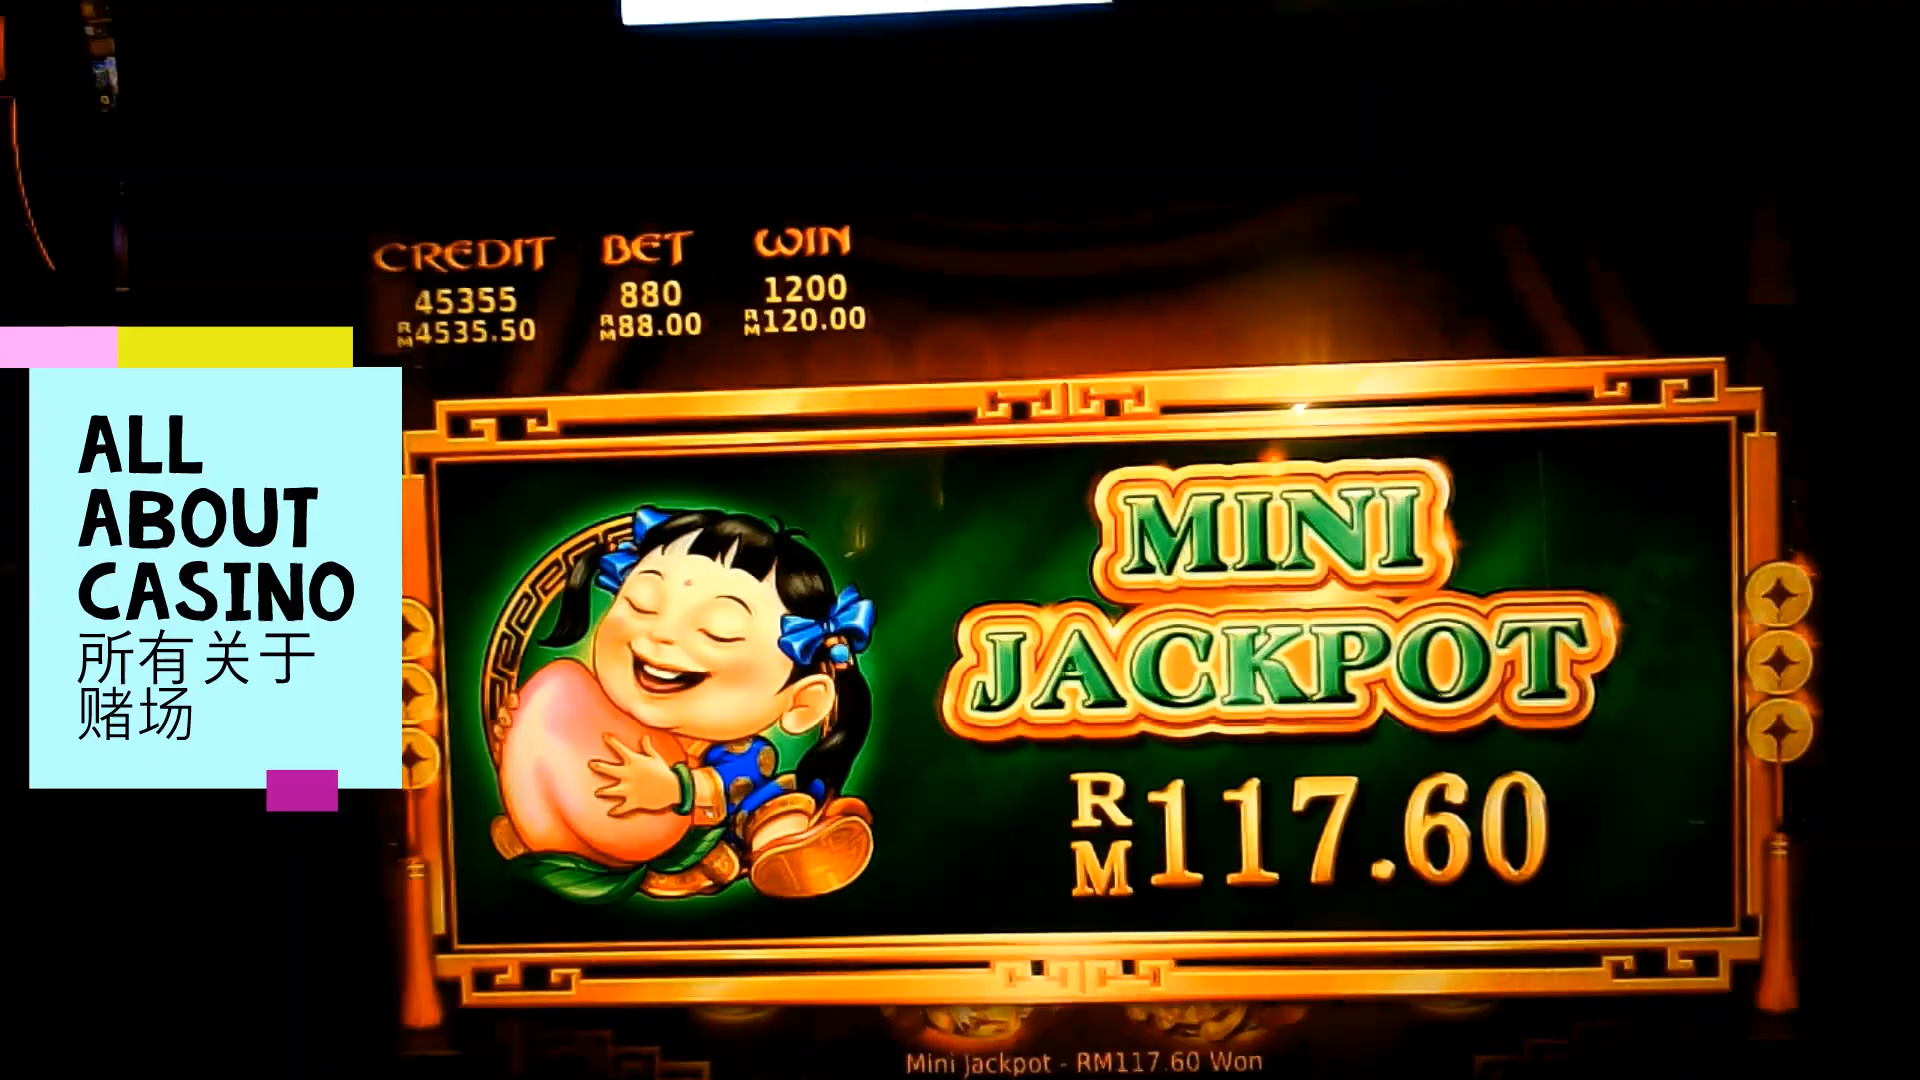 CREDIT BET WIN
45355 880 1200
RM4535.50 RM88.00 RM120.00
ALL
ABOUT
CASINO
所有关于
赌场
MINI
JACKPOT
RM117.60
Mini Jackpot - RM117.60 Won